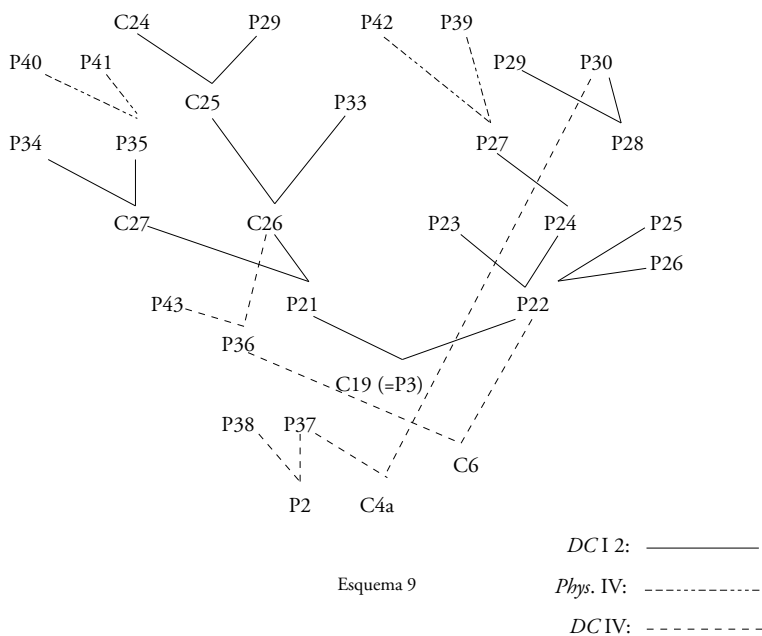 C24 P29 P42 P39
P40 P41 P29 P30
C25 P33
P34 P35 P27 P28
C27 C26 P23 P24 P25
P26
P43 P21 P22
P36
C19 (=P3)
P38 P37
C6
P2 C4a
DC I 2:
Esquema 9
Phys. IV:
DC IV: